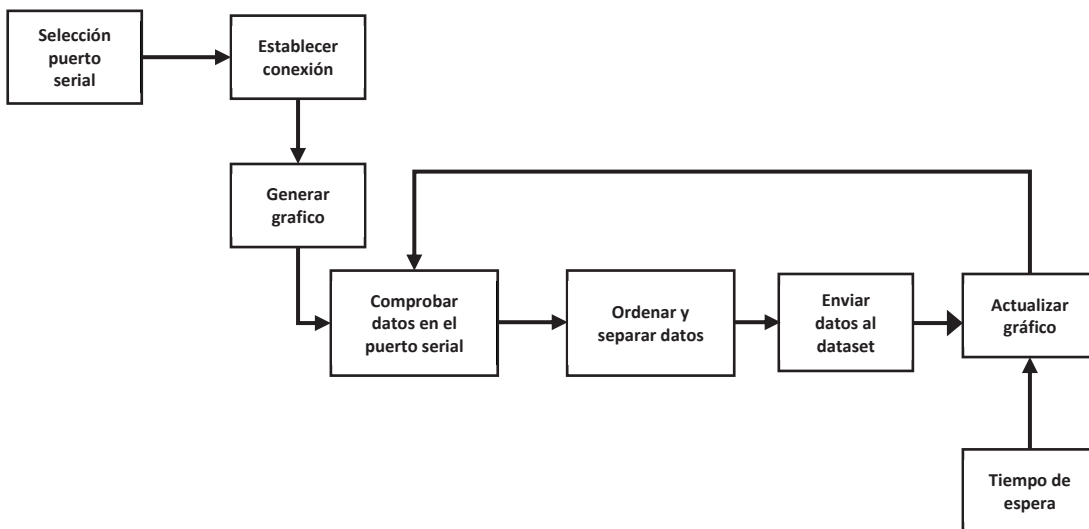 Selección
puerto
serial
Establecer
conexión
Generar
grafico
Comprobar
datos en el
puerto serial
Ordenar y
separar datos
Enviar
datos al
dataset
Actualizar
gráfico
Tiempo de
espera